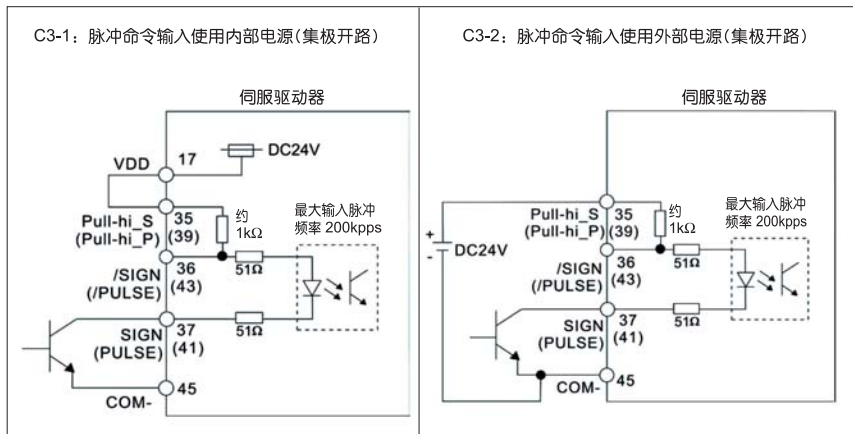 C3-1：脉冲命令输入使用内部电源(集极开路)
伺服驱动器
VDD
17
DC24V
Pull-hi_S
(Pull-hi_P)
35
(39)
约
1kΩ
最大输入脉冲
频率 200kpps
51Ω
/SIGN
(/PULSE)
36
(43)
51Ω
SIGN
(PULSE)
37
(41)
COM-
45
C3-2：脉冲命令输入使用外部电源(集极开路)
伺服驱动器
+
-
DC24V
Pull-hi_S
(Pull-hi_P)
35
(39)
约
1kΩ
最大输入脉冲
频率 200kpps
51Ω
/SIGN
(/PULSE)
36
(43)
51Ω
SIGN
(PULSE)
37
(41)
COM-
45